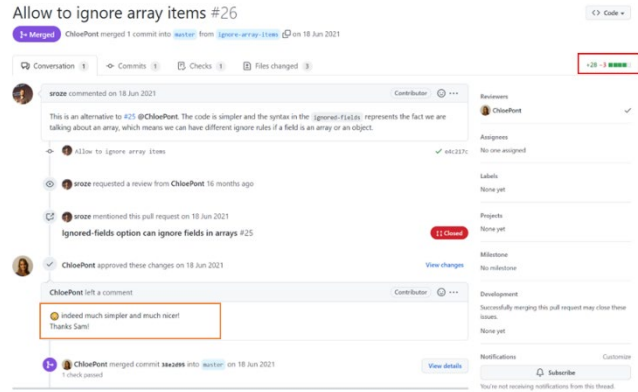 Allow to ignore array items #26
<> Code
Merged
ChloePont merged 1 commit into master from ignore-array-items on 18 Jun 2021
Conversation 1
Commits 1
Checks 1
Files changed 3
+28 -3
sroze commented on 18 Jun 2021
Contributor
This is an alternative to #25 @ChloePont. The code is simpler and the syntax in the ignored-fields represents the fact we are
talking about an array, which means we can have different ignore rules if a field is an array or an object.
Allow to ignore array items
sroze requested a review from ChloePont 16 months ago
sroze mentioned this pull request on 18 Jun 2021
Ignored-fields option can ignore fields in arrays #25
Closed
ChloePont approved these changes on 18 Jun 2021
View changes
ChloePont left a comment
Contributor
indeed much simpler and much nicer!
Thanks Sam!
ChloePont merged commit into master on 18 Jun 2021
1 check passed
View details
Reviewers
ChloePont
Assignees
No one assigned
Labels
None yet
Projects
None yet
Milestone
No milestone
Development
Successfully merging this pull request may close these
issues.
None yet
Notifications
Customize
Subscribe
You're not receiving notifications from this thread.